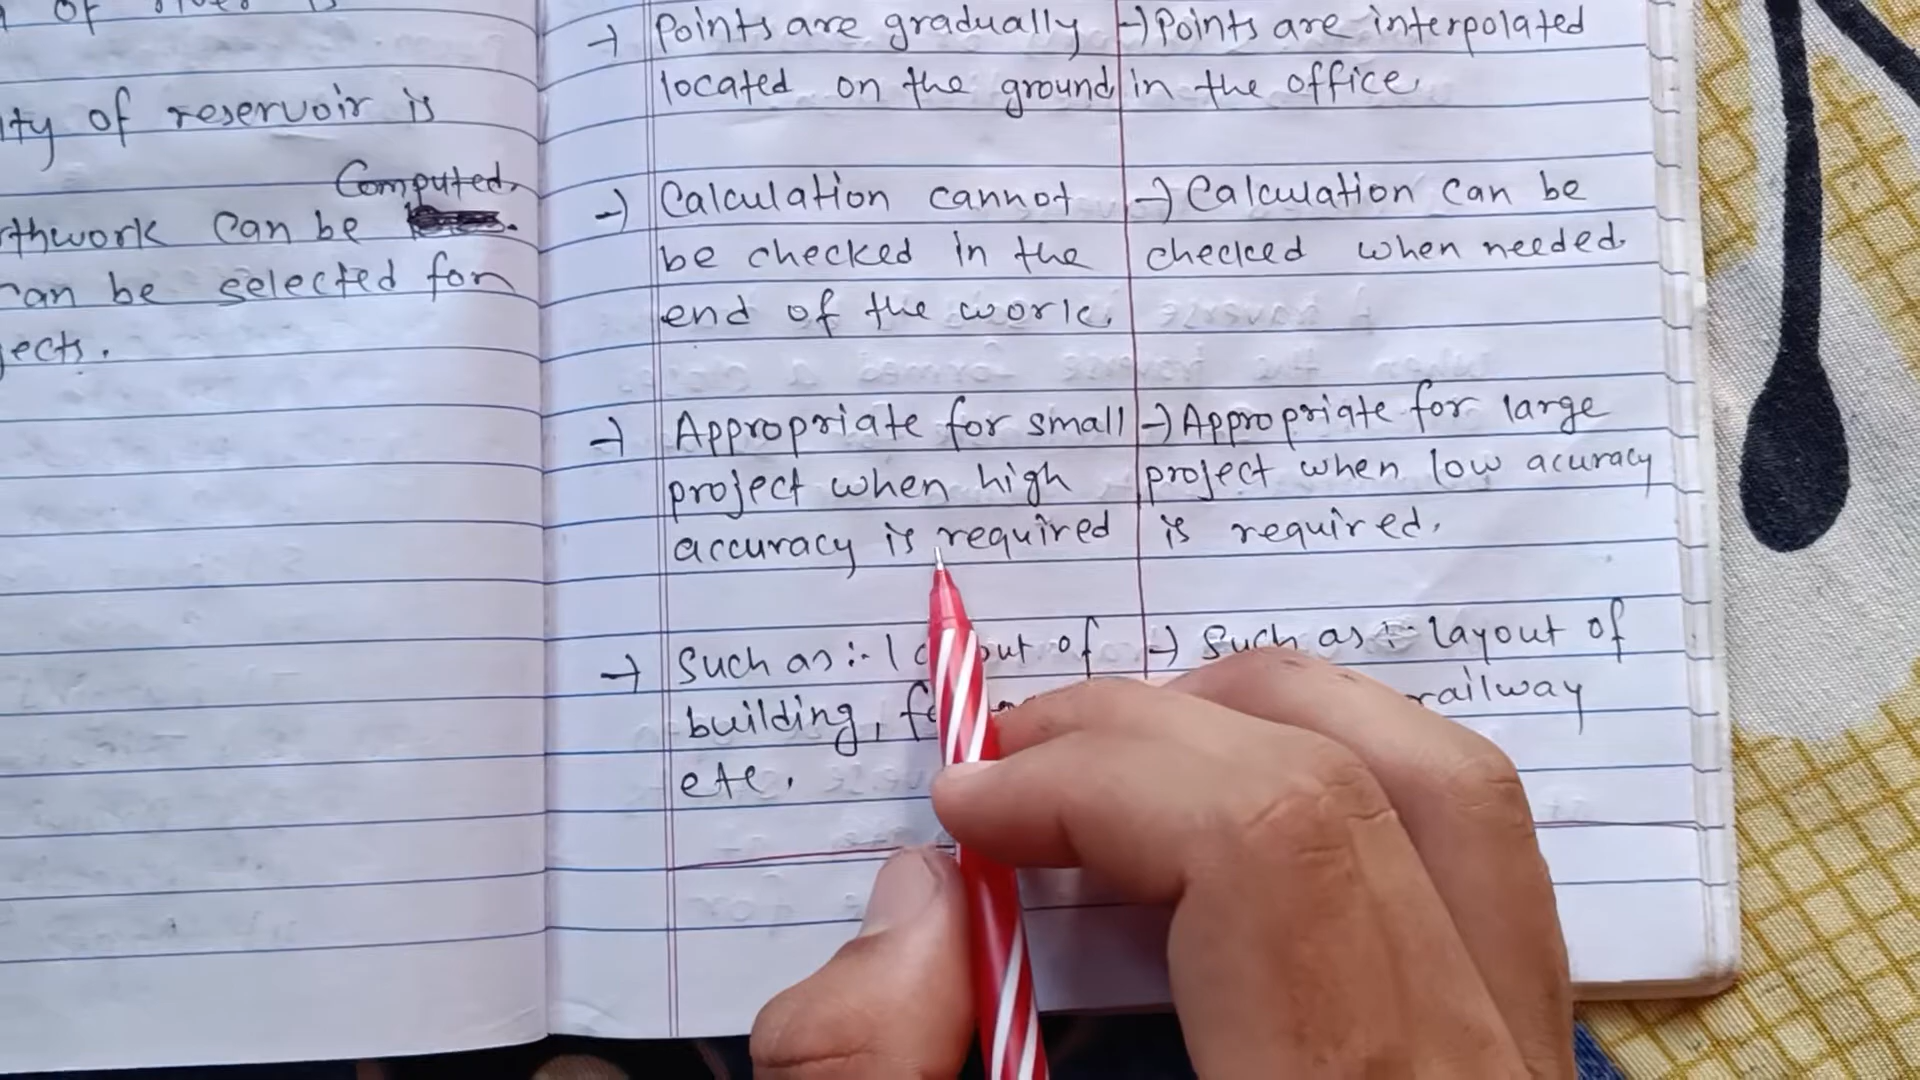 of river is
ity of reservoir is
Computed.
thwork can be
can be selected for
jects.
→ Points are gradually
located on the ground
→ Calculation cannot
be checked in the
end of the work.
→ Appropriate for small
project when high
accuracy is required
→ Such as :- out of
building,
etc.
→ Points are interpolated
in the office
→ Calculation can be
checked when needed.
→ Appropriate for large
project when low acuracy
is required.
→ Such as :- layout of
railway